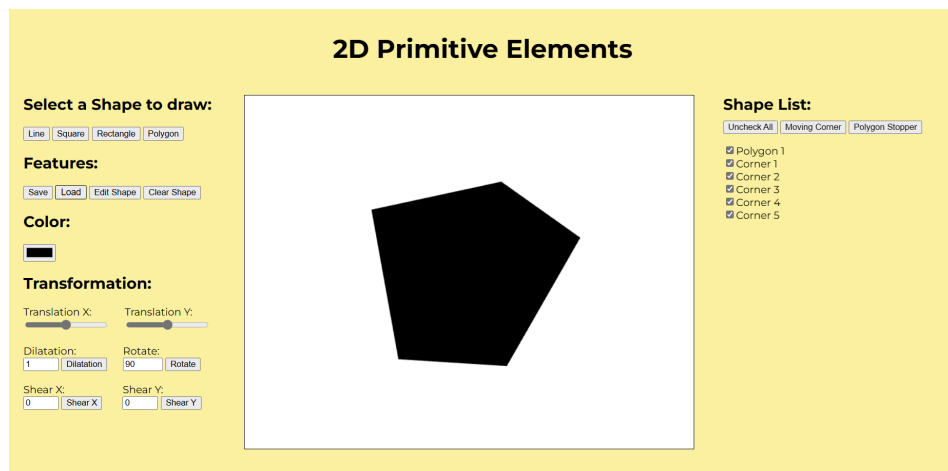 2D Primitive Elements
Select a Shape to draw:
Line Square Rectangle Polygon
Features:
Save Load Edit Shape Clear Shape
Color:
Transformation:
Translation X: Translation Y:
Dilatation: Rotate:
1 Dilatation 90 Rotate
Shear X: Shear Y:
0 Shear X 0 Shear Y
Shape List:
Uncheck All Moving Corner Polygon Stopper
Polygon 1
Corner 1
Corner 2
Corner 3
Corner 4
Corner 5